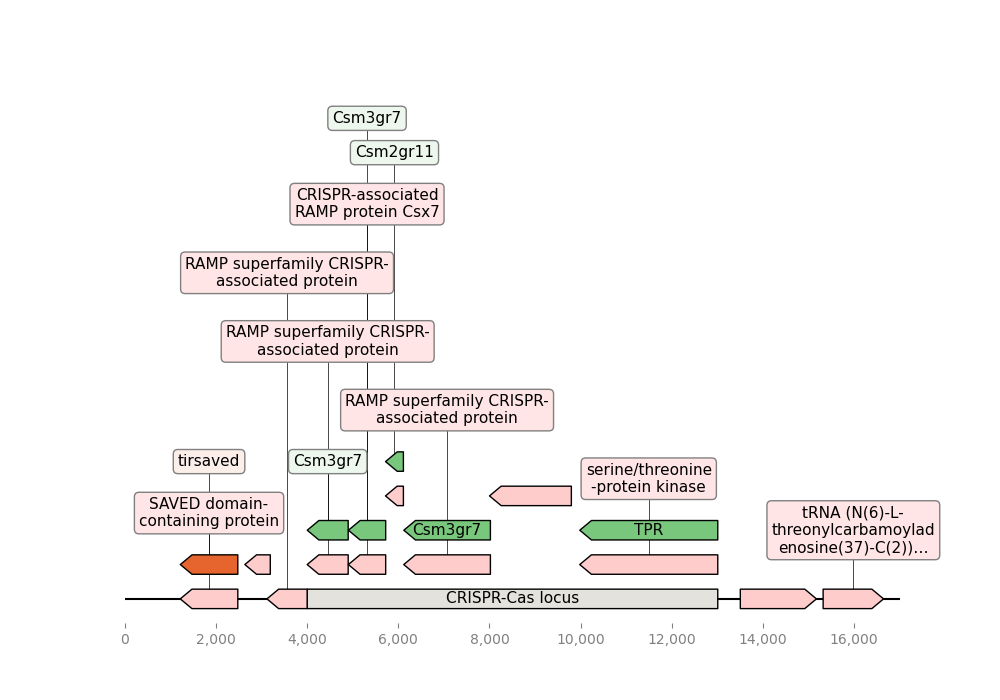 Csm3gr7
Csm2gr11
CRISPR-associated
RAMP protein Csx7
RAMP superfamily CRISPR-
associated protein
RAMP superfamily CRISPR-
associated protein
RAMP superfamily CRISPR-
associated protein
tirsaved
Csm3gr7
serine/threonine
-protein kinase
SAVED domain-
containing protein
tRNA (N(6)-L-
threonylcarbamoylad
enosine(37)-C(2))...
Csm3gr7
TPR
CRISPR-Cas locus
0
2,000
4,000
6,000
8,000
10,000
12,000
14,000
16,000